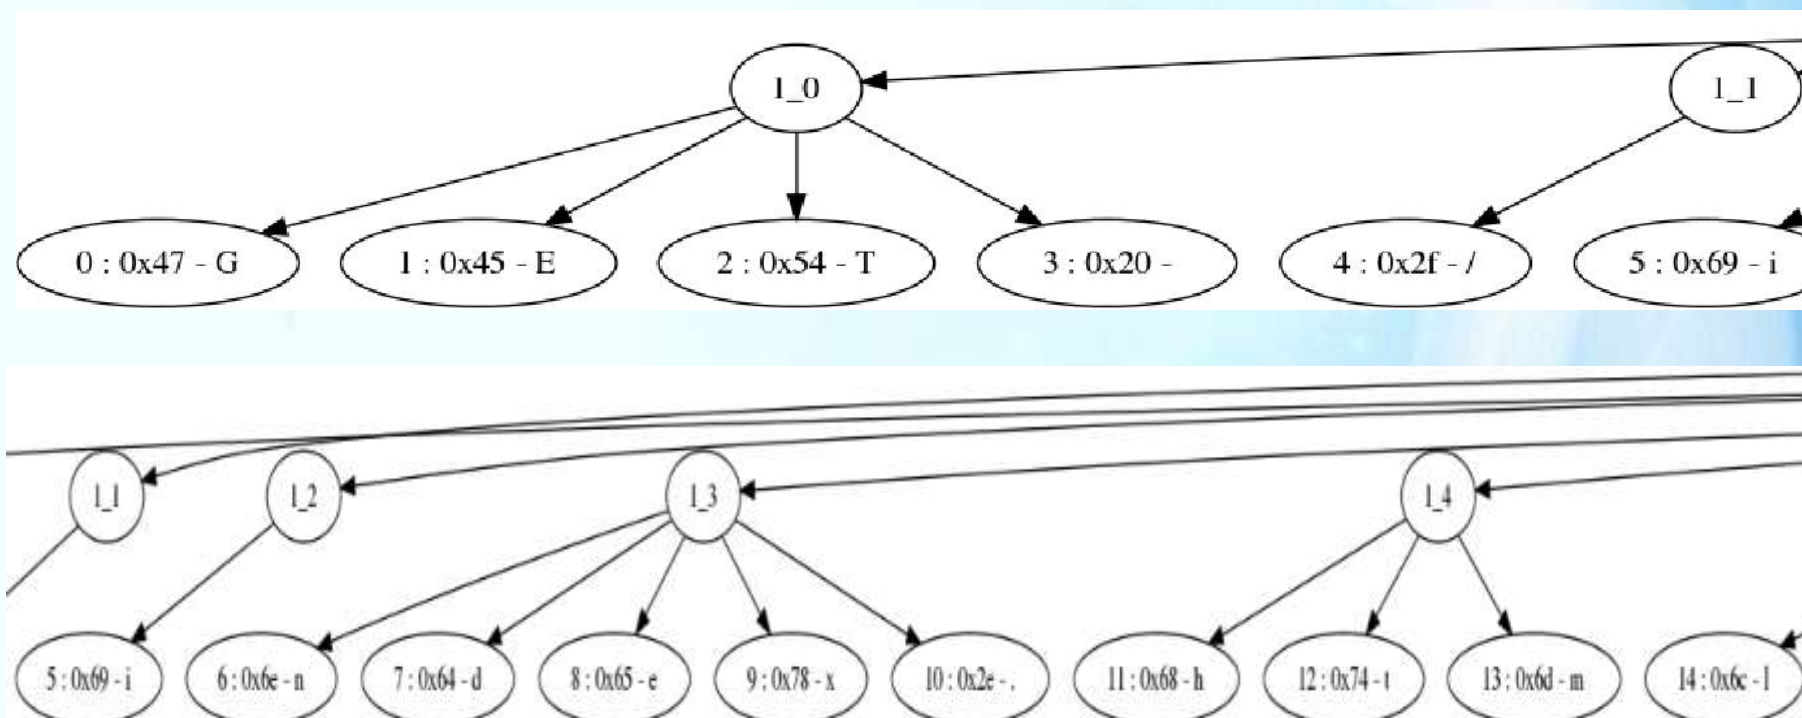 1_0 1_1
0 : 0x47 - G 1 : 0x45 - E 2 : 0x54 - T 3 : 0x20 - 4 : 0x2f - / 5 : 0x69 - i
1_1 1_2 1_3 1_4
5 : 0x69 - i 6 : 0x6e - n 7 : 0x64 - d 8 : 0x65 - e 9 : 0x78 - x 10 : 0x2e - . 11 : 0x68 - h 12 : 0x74 - t 13 : 0x6d - m 14 : 0x6c - l